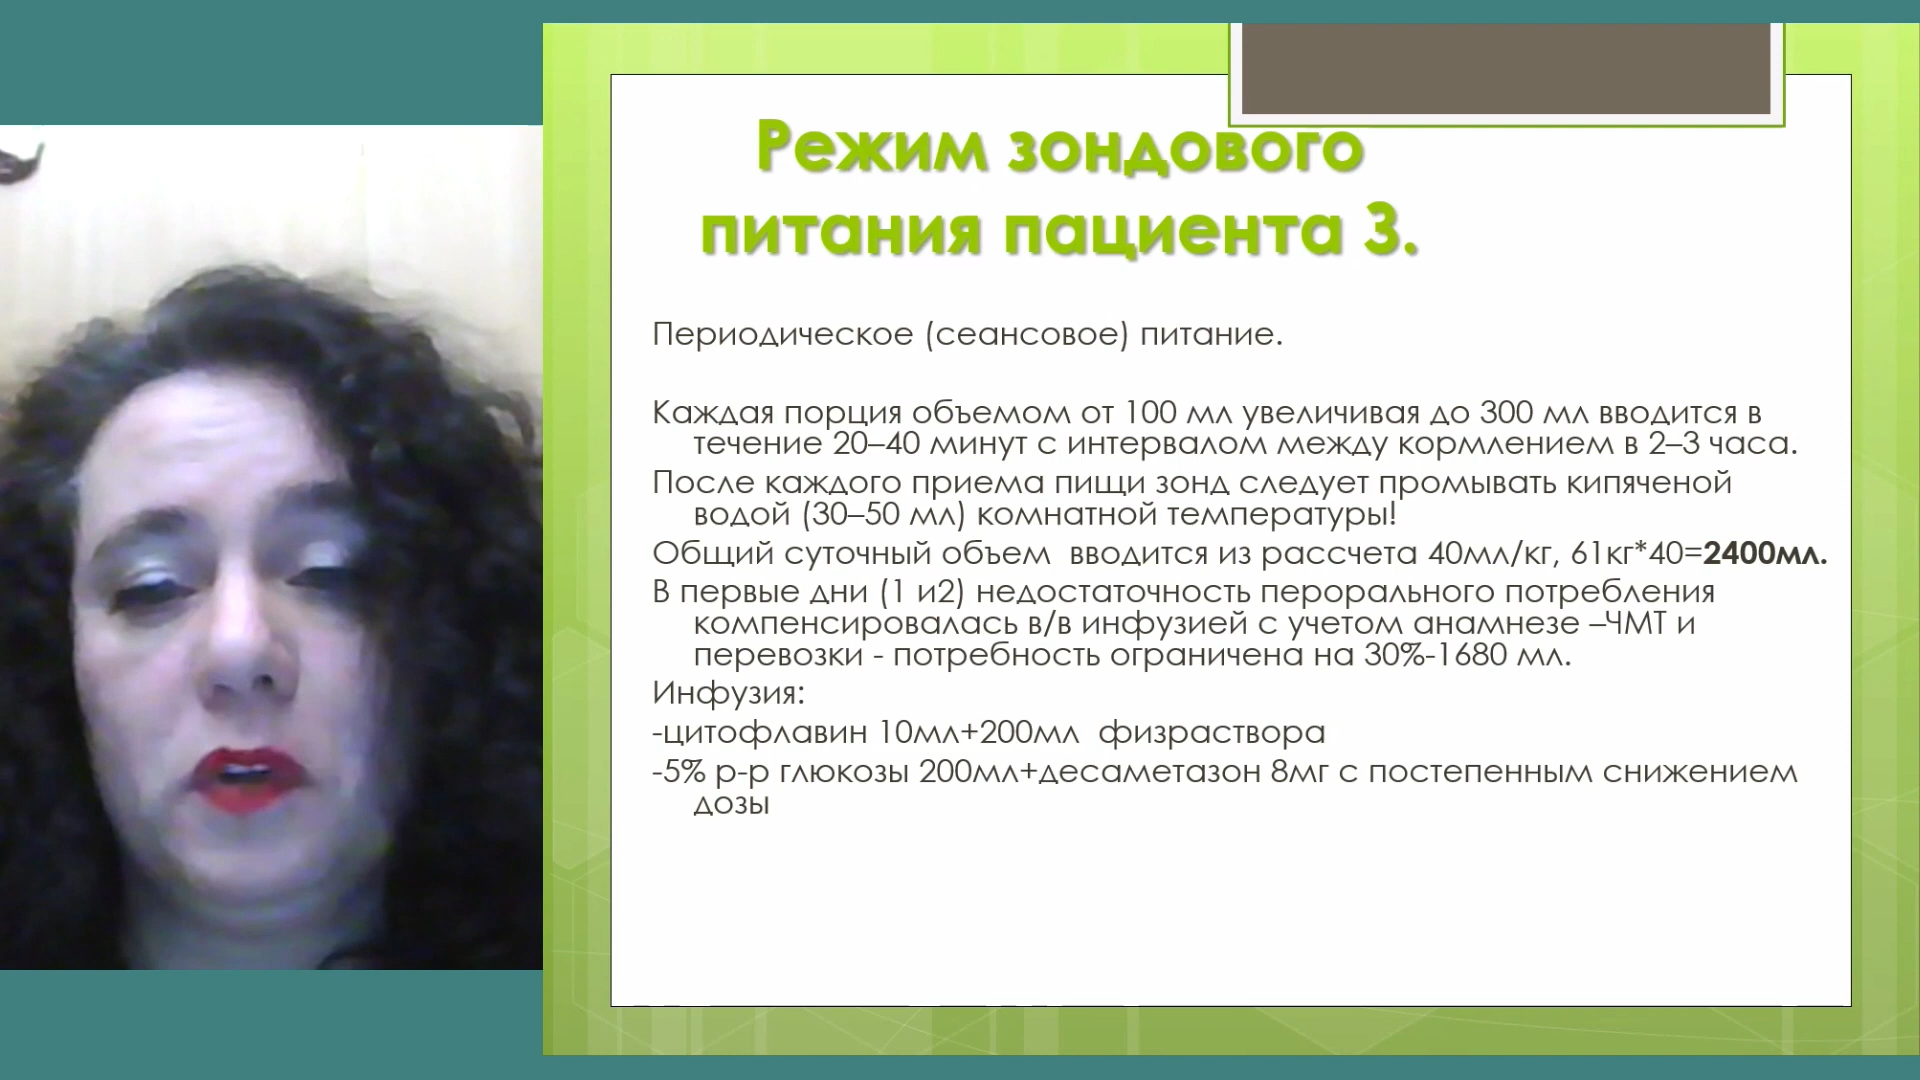 Режим зондового
питания пациента 3.
Периодическое (сеансовое) питание.
Каждая порция объемом от 100 мл увеличивая до 300 мл вводится в
течение 20–40 минут с интервалом между кормлением в 2–3 часа.
После каждого приема пищи зонд следует промывать кипяченой
водой (30–50 мл) комнатной температуры!
Общий суточный объем  вводится из рассчета 40мл/кг, 61кг*40=2400мл.
В первые дни (1 и2) недостаточность перорального потребления
компенсировалась в/в инфузией с учетом анамнезе –ЧМТ и
перевозки - потребность ограничена на 30%-1680 мл.
Инфузия:
-цитофлавин 10мл+200мл  физраствора
-5% р-р глюкозы 200мл+десаметазон 8мг с постепенным снижением
дозы